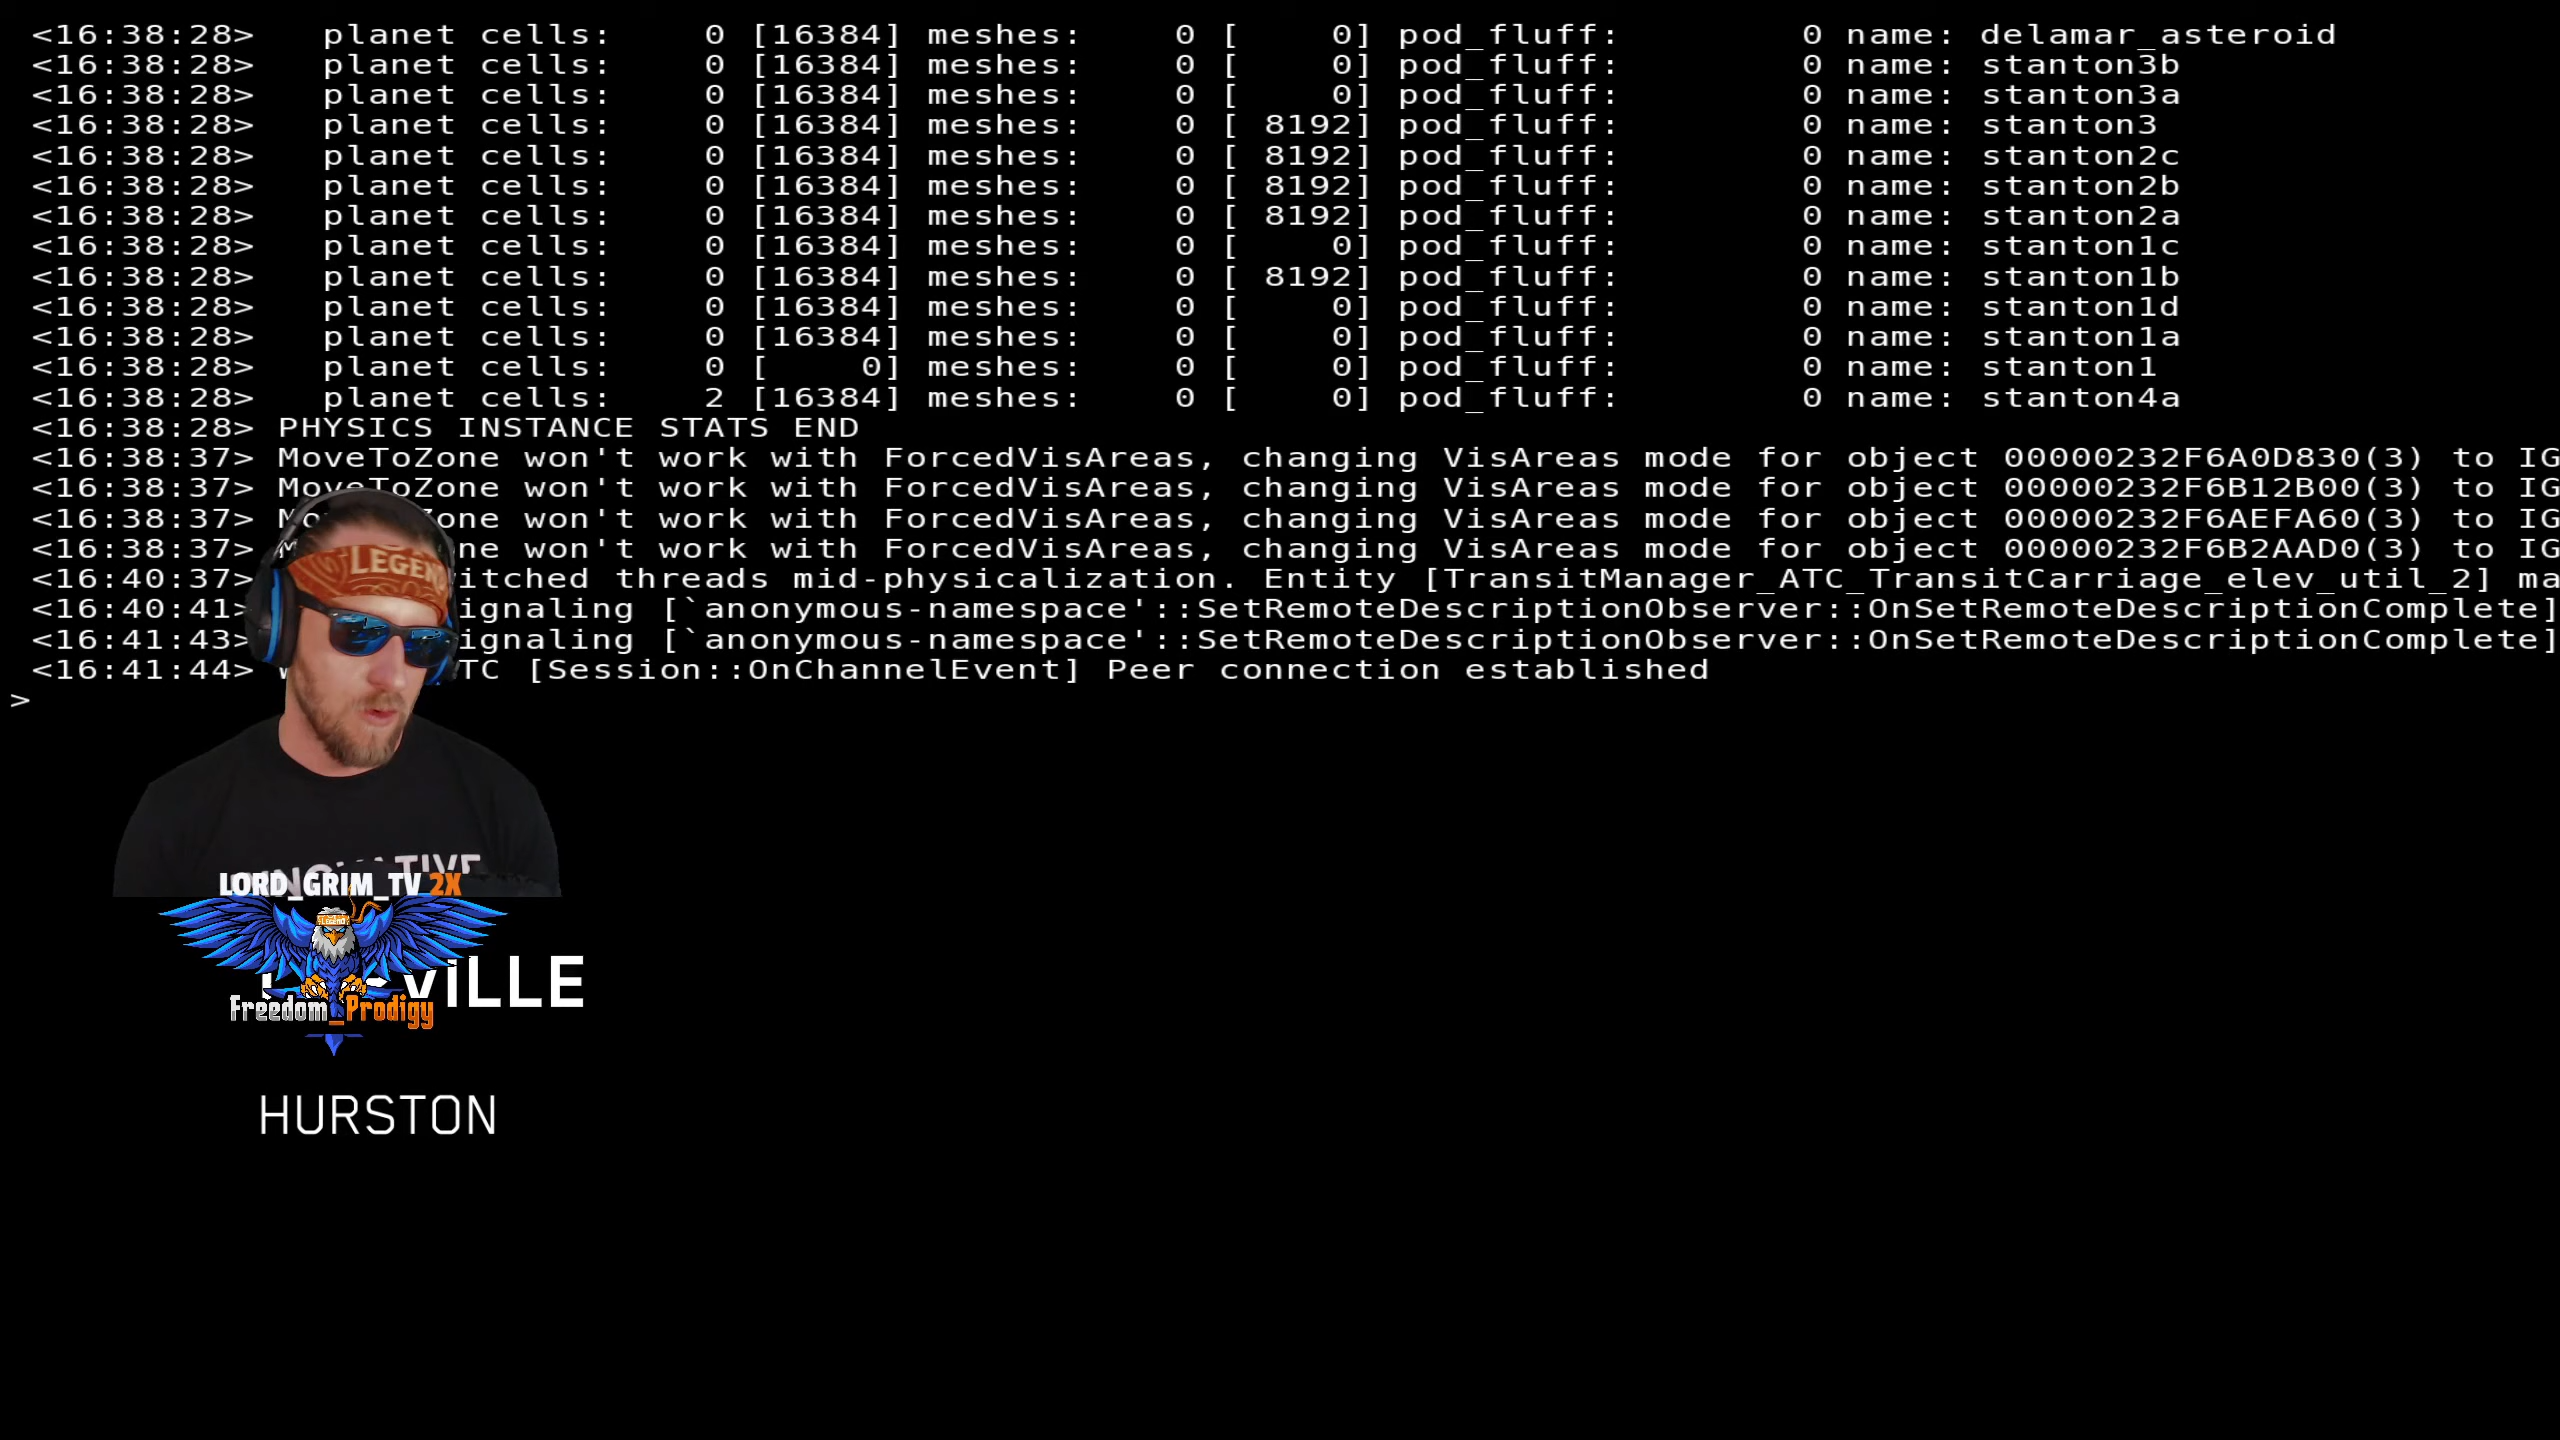 <16:38:28> planet cells: 0 [16384] meshes: 0 [ 0] pod_fluff: 0 name: delamar_asteroid
<16:38:28> planet cells: 0 [16384] meshes: 0 [ 0] pod_fluff: 0 name: stanton3b
<16:38:28> planet cells: 0 [16384] meshes: 0 [ 0] pod_fluff: 0 name: stanton3a
<16:38:28> planet cells: 0 [16384] meshes: 0 [ 8192] pod_fluff: 0 name: stanton3
<16:38:28> planet cells: 0 [16384] meshes: 0 [ 8192] pod_fluff: 0 name: stanton2c
<16:38:28> planet cells: 0 [16384] meshes: 0 [ 8192] pod_fluff: 0 name: stanton2b
<16:38:28> planet cells: 0 [16384] meshes: 0 [ 8192] pod_fluff: 0 name: stanton2a
<16:38:28> planet cells: 0 [16384] meshes: 0 [ 0] pod_fluff: 0 name: stanton1c
<16:38:28> planet cells: 0 [16384] meshes: 0 [ 8192] pod_fluff: 0 name: stanton1b
<16:38:28> planet cells: 0 [16384] meshes: 0 [ 0] pod_fluff: 0 name: stanton1d
<16:38:28> planet cells: 0 [16384] meshes: 0 [ 0] pod_fluff: 0 name: stanton1a
<16:38:28> planet cells: 0 [ 0] meshes: 0 [ 0] pod_fluff: 0 name: stanton1
<16:38:28> planet cells: 2 [16384] meshes: 0 [ 0] pod_fluff: 0 name: stanton4a
<16:38:28> PHYSICS INSTANCE STATS END
<16:38:37> MoveToZone won't work with ForcedVisAreas, changing VisAreas mode for object 00000232F6A0D830(3) to IG
<16:38:37> MoveToZone won't work with ForcedVisAreas, changing VisAreas mode for object 00000232F6B12B00(3) to IG
<16:38:37> one won't work with ForcedVisAreas, changing VisAreas mode for object 00000232F6AEFA60(3) to IG
<16:38:37> one won't work with ForcedVisAreas, changing VisAreas mode for object 00000232F6B2AAD0(3) to IG
<16:40:37> itched threads mid-physicalization. Entity [TransitManager_ATC_TransitCarriage_elev_util_2] ma
<16:40:41> ignaling [`anonymous-namespace'::SetRemoteDescriptionObserver::OnSetRemoteDescriptionComplete]
<16:41:43> ignaling [`anonymous-namespace'::SetRemoteDescriptionObserver::OnSetRemoteDescriptionComplete]
<16:41:44> TC [Session::OnChannelEvent] Peer connection established
>
LEGEND
LORD_GRIM_TV 2X
VILLE
Freedom_Prodigy
HURSTON